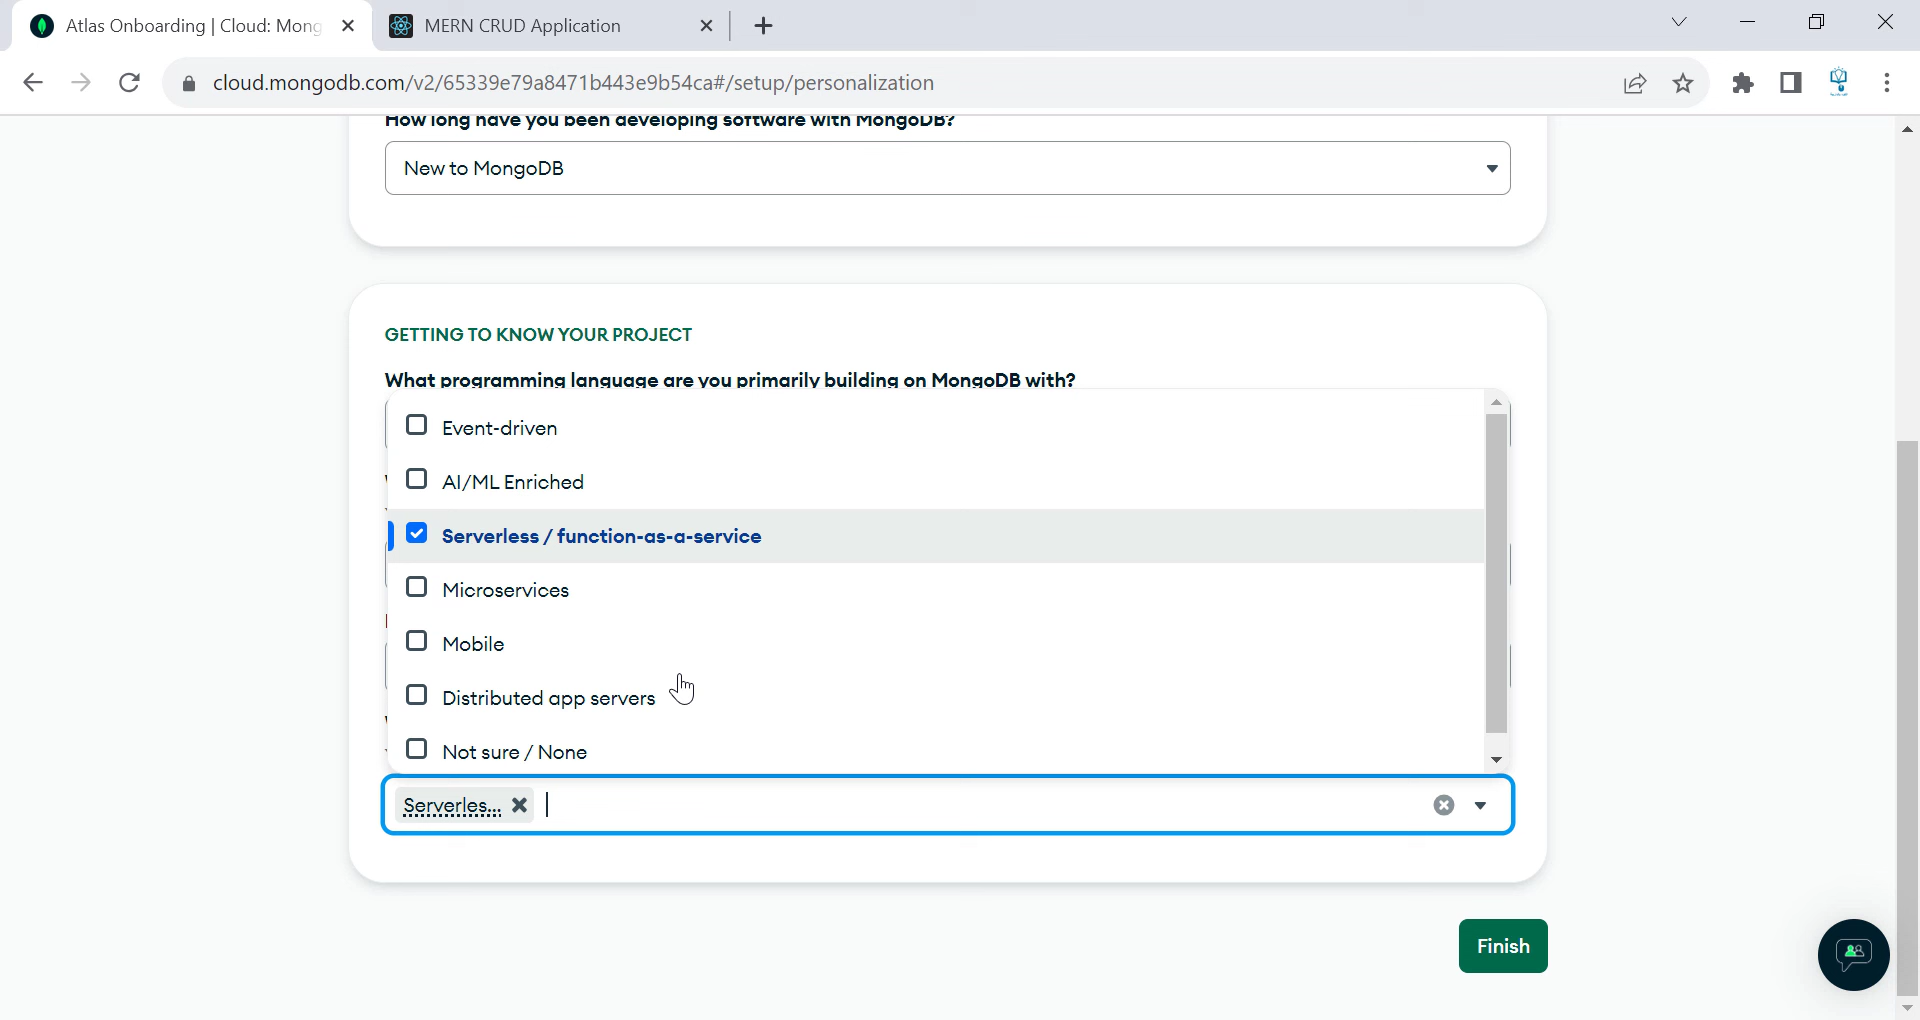 Atlas Onboarding | Cloud: Mong
MERN CRUD Application
cloud.mongodb.com/v2/65339e79a8471b443e9b54ca#/setup/personalization
How long have you been developing software with MongoDB?
New to MongoDB
GETTING TO KNOW YOUR PROJECT
What programming language are you primarily building on MongoDB with?
Event-driven
AI/ML Enriched
Serverless / function-as-a-service
Microservices
Mobile
Distributed app servers
Not sure / None
Serverles...
Finish